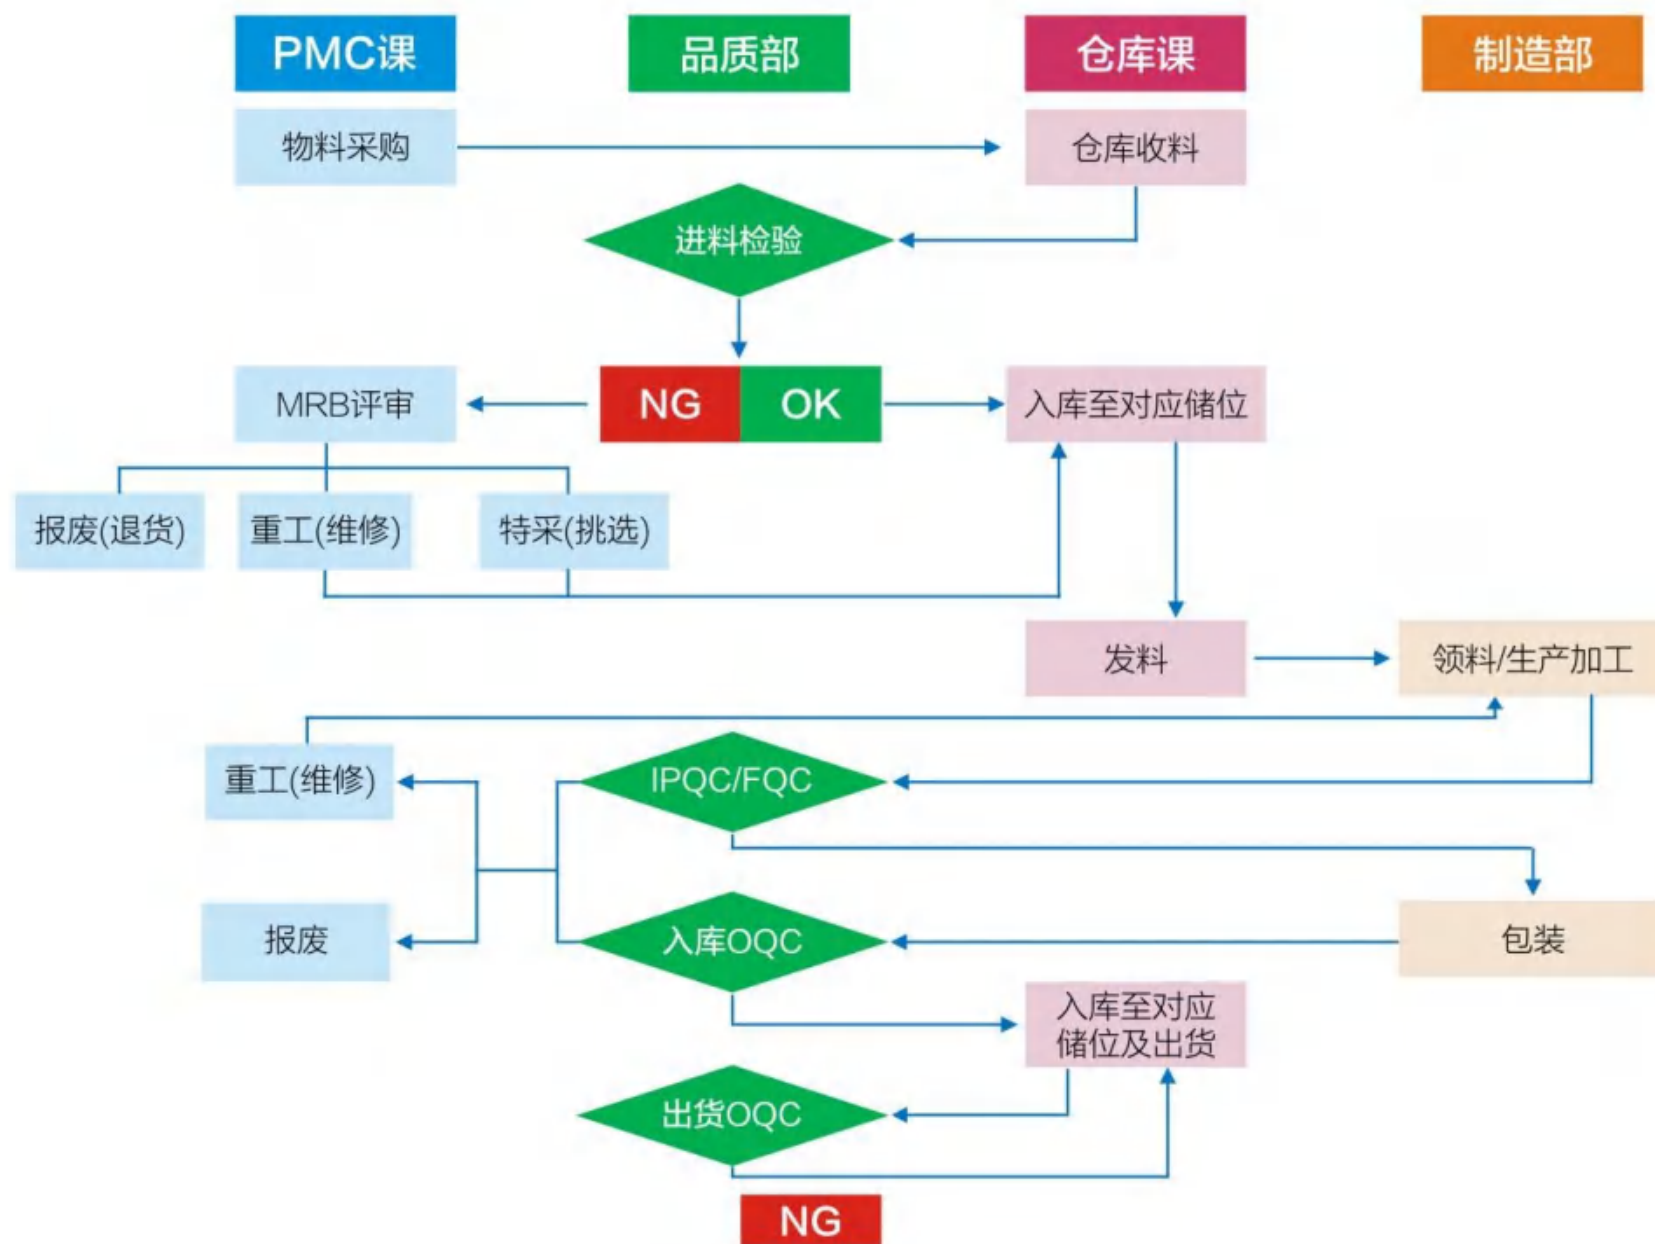 PMC课
品质部
仓库课
制造部
物料采购
仓库收料
进料检验
MRB评审
NG
OK
入库至对应储位
报废(退货)
重工(维修)
特采(挑选)
发料
领料/生产加工
重工(维修)
IPQC/FQC
报废
入库OQC
包装
入库至对应
储位及出货
出货OQC
NG